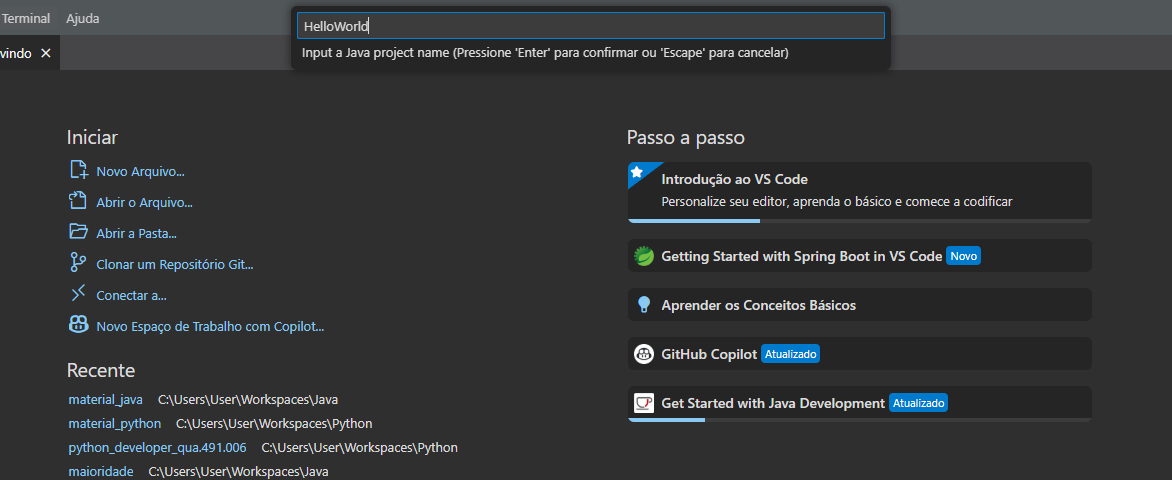 Terminal Ajuda
HelloWorld
Input a Java project name (Pressione 'Enter' para confirmar ou 'Escape' para cancelar)
vindo
Iniciar
Novo Arquivo...
Abrir o Arquivo...
Abrir a Pasta...
Clonar um Repositório Git...
Conectar a...
Novo Espaço de Trabalho com Copilot...
Recente
material_java C:\Users\User\Workspaces\Java
material_python C:\Users\User\Workspaces\Python
python_developer_qua.491.006 C:\Users\User\Workspaces\Python
maioridade C:\Users\User\Workspaces\Java
Passo a passo
Introdução ao VS Code
Personalize seu editor, aprenda o básico e comece a codificar
Getting Started with Spring Boot in VS Code Novo
Aprender os Conceitos Básicos
GitHub Copilot Atualizado
Get Started with Java Development Atualizado